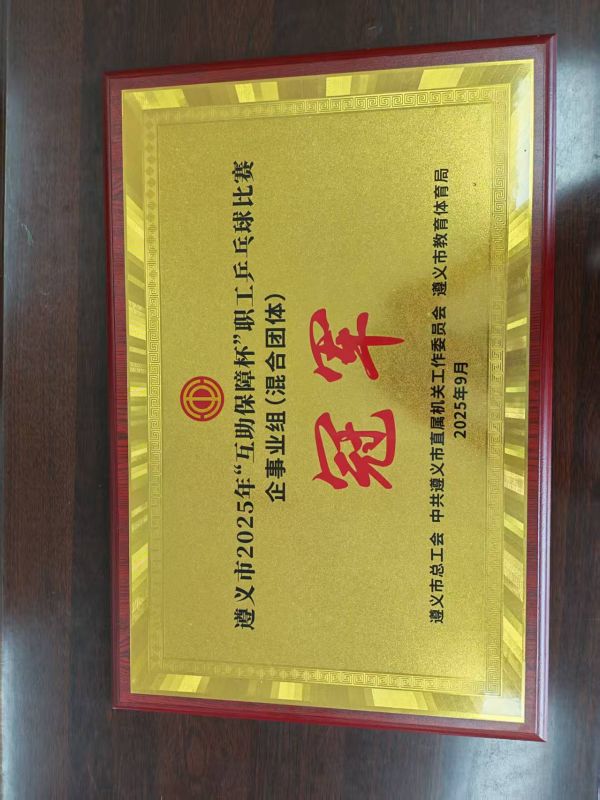 遵义市2025年“互助保障杯”职工乒乓球比赛
企事业组(混合团体)
冠军
遵义市总工会 中共遵义市直属机关工作委员会 遵义市教育体育局
2025年9月